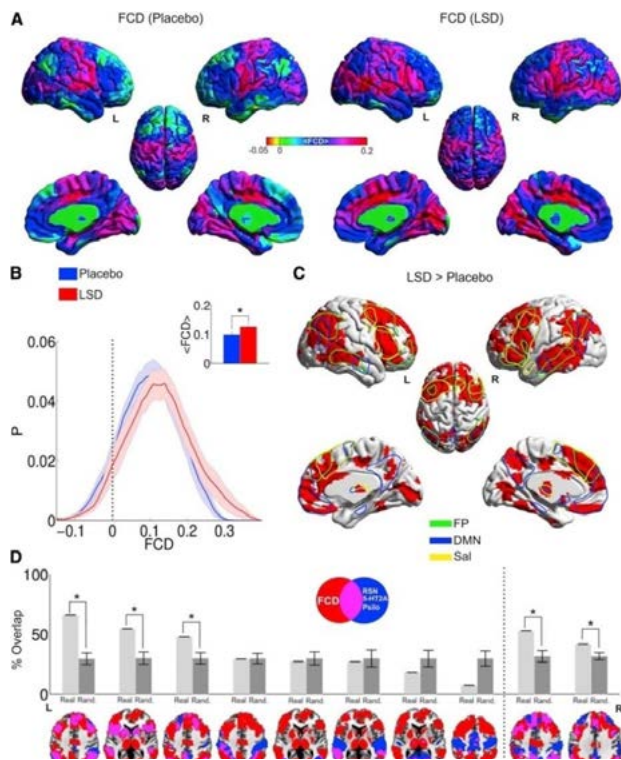 A
FCD (Placebo)
FCD (LSD)
L
R
L
R
-0.05
0
<FCD>
0.2
B
Placebo
LSD
0.2
0.1
0
<FCD>
*
0.06
0.04
0.02
0
P
-0.1
0
0.1
0.2
0.3
FCD
C
LSD > Placebo
L
R
FP
DMN
Sal
D
100
50
0
% Overlap
FCD
RSN
5-HT2A
Psilo
* * * * *
Real Rand. Real Rand. Real Rand. Real Rand. Real Rand. Real Rand. Real Rand. Real Rand. Real Rand. Real Rand.
L
R